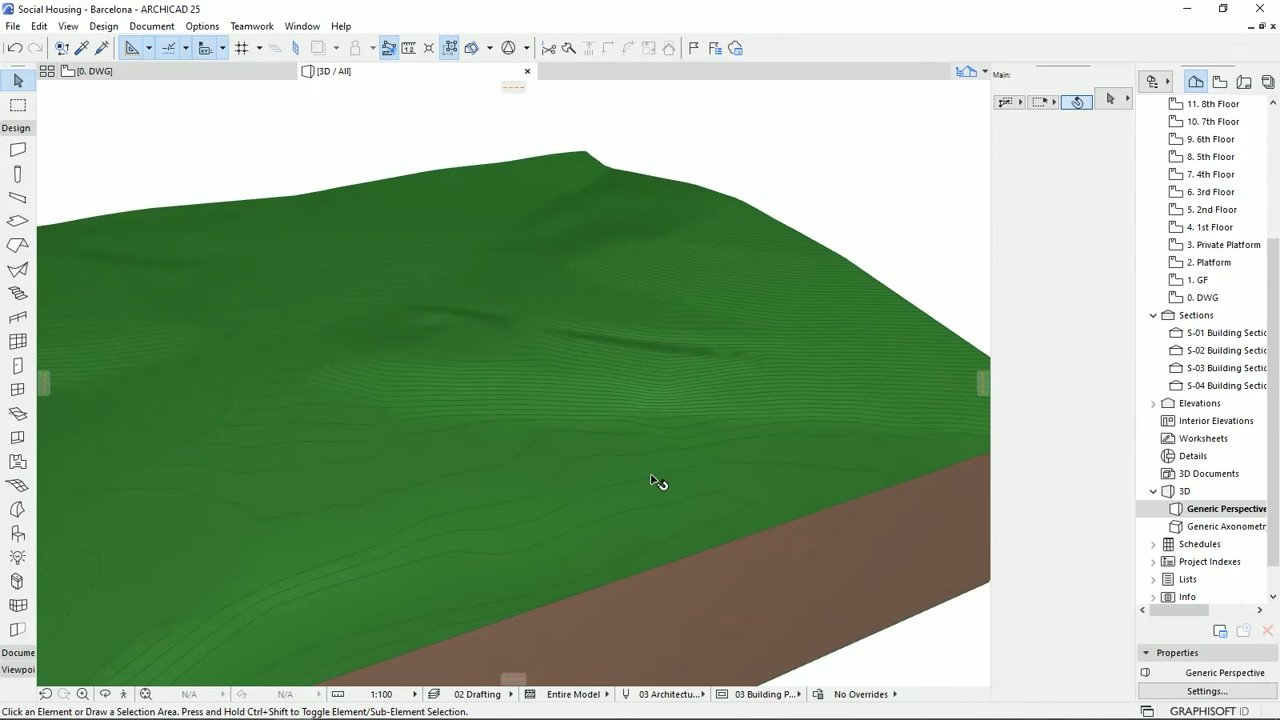 Social Housing - Barcelona - ARCHICAD 25
File Edit View Design Document Options Teamwork Window Help
[0. DWG]
[3D / All]
Main:
Design
11. 8th Floor
10. 7th Floor
9. 6th Floor
8. 5th Floor
7. 4th Floor
6. 3rd Floor
5. 2nd Floor
4. 1st Floor
3. Private Platform
2. Platform
1. GF
0. DWG
Sections
S-01 Building Sectio
S-02 Building Sectio
S-03 Building Sectio
S-04 Building Sectio
Elevations
Interior Elevations
Worksheets
Details
3D Documents
3D
Generic Perspective
Generic Axonometr
Schedules
Project Indexes
Lists
Info
Docume
Viewpoi
Properties
Generic Perspective
Settings...
N/A
N/A
1:100
02 Drafting
Entire Model
03 Architectu...
03 Building P...
No Overrides
Click an Element or Draw a Selection Area. Press and Hold Ctrl+Shift to Toggle Element/Sub-Element Selection.
GRAPHISOFT ID